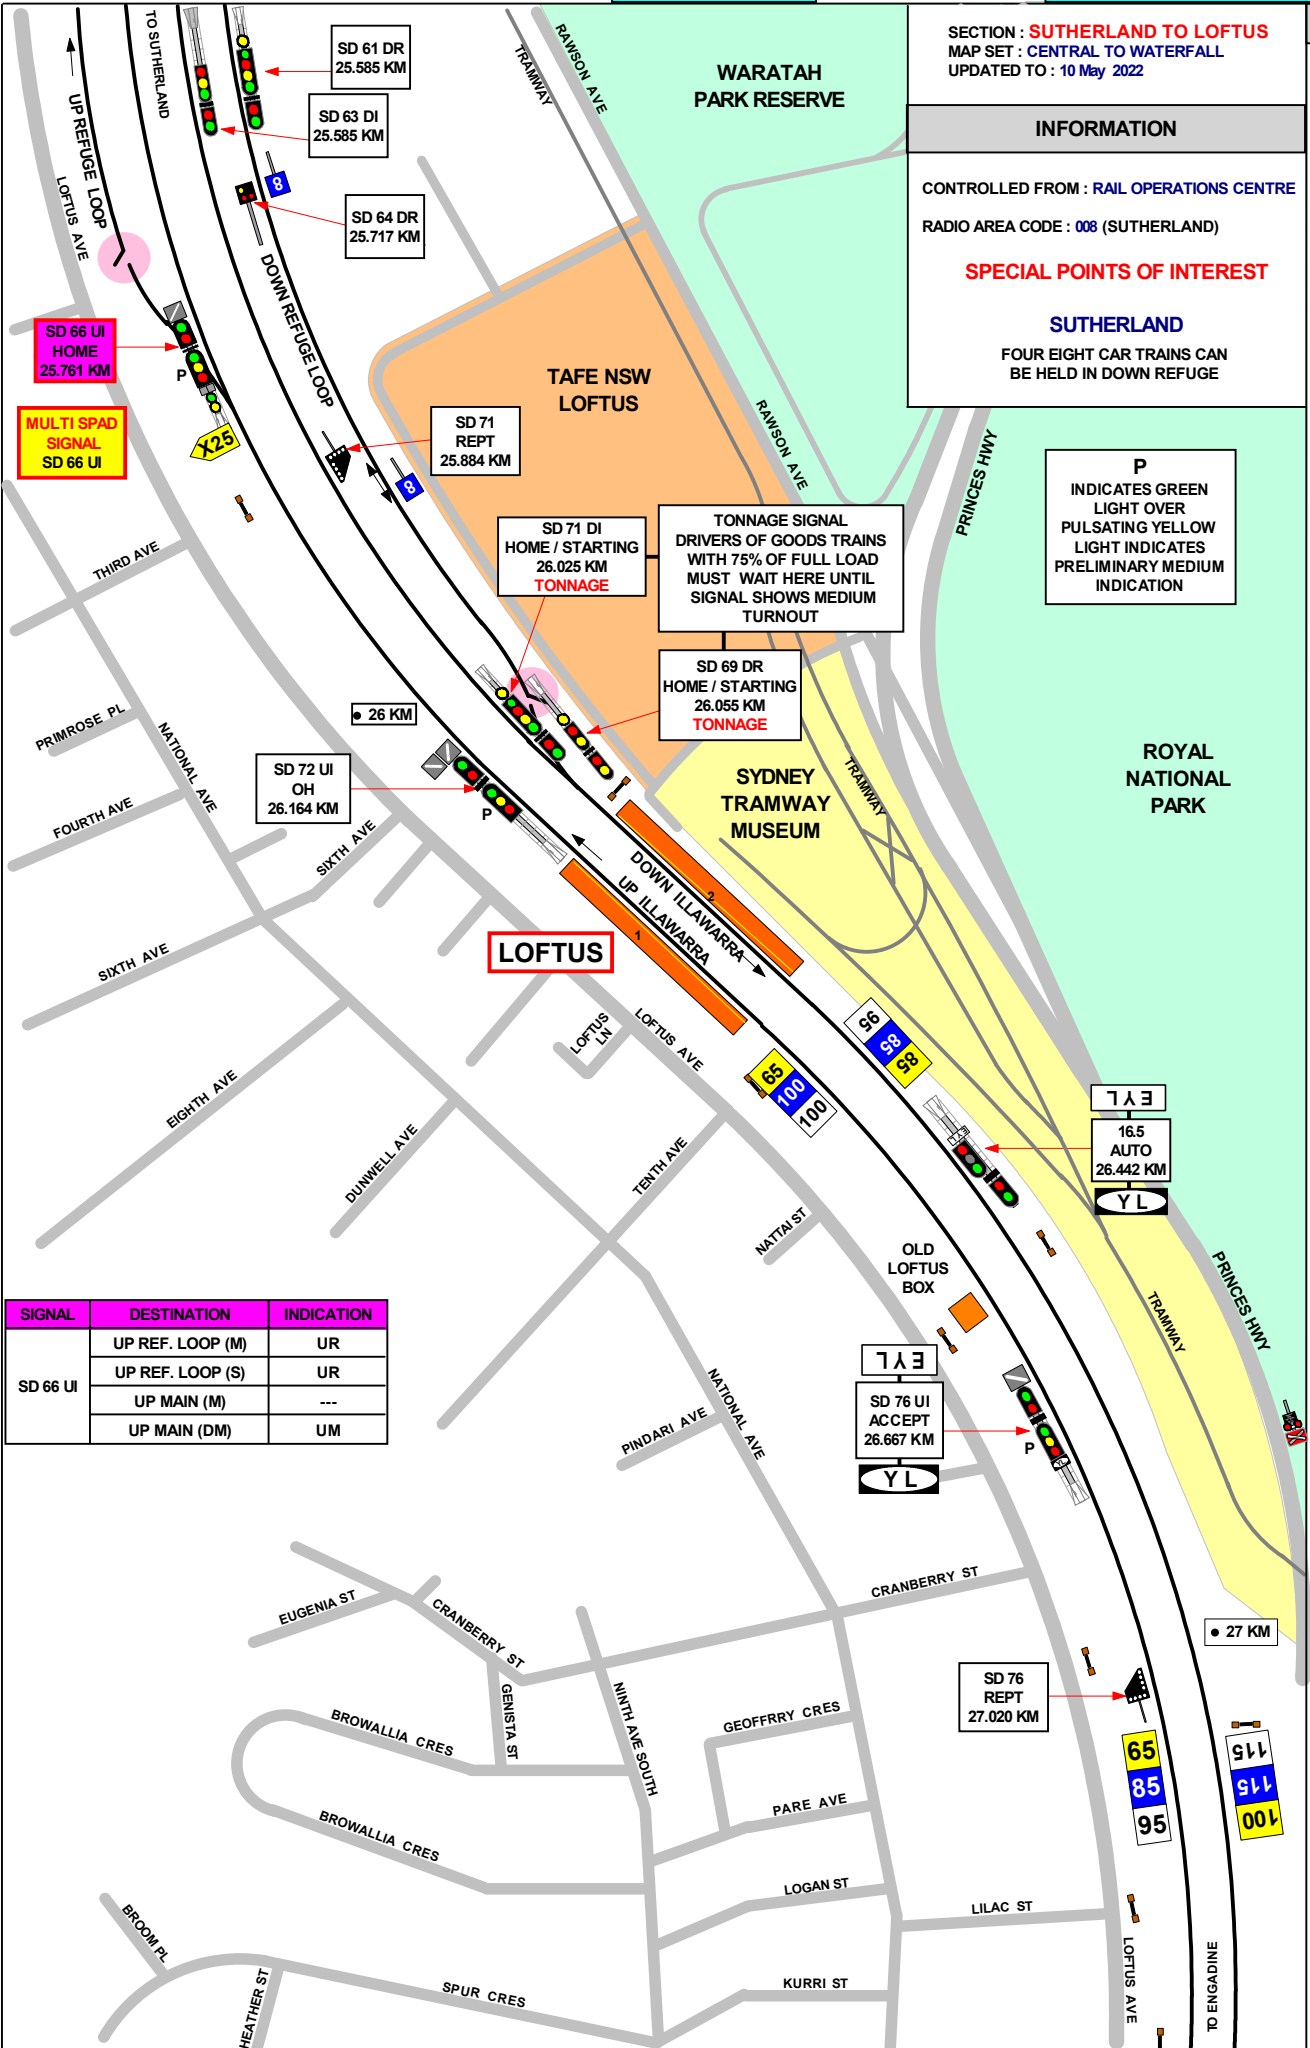 SECTION : SUTHERLAND TO LOFTUS
MAP SET : CENTRAL TO WATERFALL
UPDATED TO : 10 May 2022
INFORMATION
CONTROLLED FROM : RAIL OPERATIONS CENTRE
RADIO AREA CODE : 008 (SUTHERLAND)
SPECIAL POINTS OF INTEREST
SUTHERLAND
FOUR EIGHT CAR TRAINS CAN
BE HELD IN DOWN REFUGE
P
INDICATES GREEN
LIGHT OVER
PULSATING YELLOW
LIGHT INDICATES
PRELIMINARY MEDIUM
INDICATION
TO SUTHERLAND
UP REFUGE LOOP
LOFTUS AVE
SD 61 DR
25.585 KM
SD 63 DI
25.585 KM
8
SD 64 DR
25.717 KM
TRAMWAY
RAWSON AVE
WARATAH
PARK RESERVE
DOWN REFUGE LOOP
SD 66 UI
HOME
25.761 KM
P
MULTI SPAD
SIGNAL
SD 66 UI
X25
TAFE NSW
LOFTUS
RAWSON AVE
PRINCES HWY
SD 71
REPT
25.884 KM
8
SD 71 DI
HOME / STARTING
26.025 KM
TONNAGE
TONNAGE SIGNAL
DRIVERS OF GOODS TRAINS
WITH 75% OF FULL LOAD
MUST WAIT HERE UNTIL
SIGNAL SHOWS MEDIUM
TURNOUT
SD 69 DR
HOME / STARTING
26.055 KM
TONNAGE
THIRD AVE
PRIMROSE PL
NATIONAL AVE
FOURTH AVE
26 KM
SD 72 UI
OH
26.164 KM
P
SIXTH AVE
SIXTH AVE
SYDNEY
TRAMWAY
MUSEUM
TRAMWAY
ROYAL
NATIONAL
PARK
DOWN ILLAWARRA
UP ILLAWARRA
2
1
LOFTUS
LOFTUS
LN
LOFTUS AVE
EIGHTH AVE
DUNWELL AVE
TENTH AVE
NATTAI ST
95
85
85
65
100
100
EYL
16.5
AUTO
26.442 KM
YL
OLD
LOFTUS
BOX
TRAMWAY
PRINCES HWY
SIGNAL DESTINATION INDICATION
SD 66 UI
UP REF. LOOP (M) UR
UP REF. LOOP (S) UR
UP MAIN (M) ---
UP MAIN (DM) UM
EYL
SD 76 UI
ACCEPT
26.667 KM
YL
P
NATIONAL AVE
PINDARI AVE
CRANBERRY ST
EUGENIA ST
CRANBERRY ST
GENISTA ST
NINTH AVE SOUTH
BROWALLIA CRES
BROWALLIA CRES
GEOFFRRY CRES
PARE AVE
LOGAN ST
LILAC ST
KURRI ST
SPUR CRES
BROOM PL
HEATHER ST
27 KM
SD 76
REPT
27.020 KM
65
85
95
115
115
100
LOFTUS AVE
TO ENGADINE